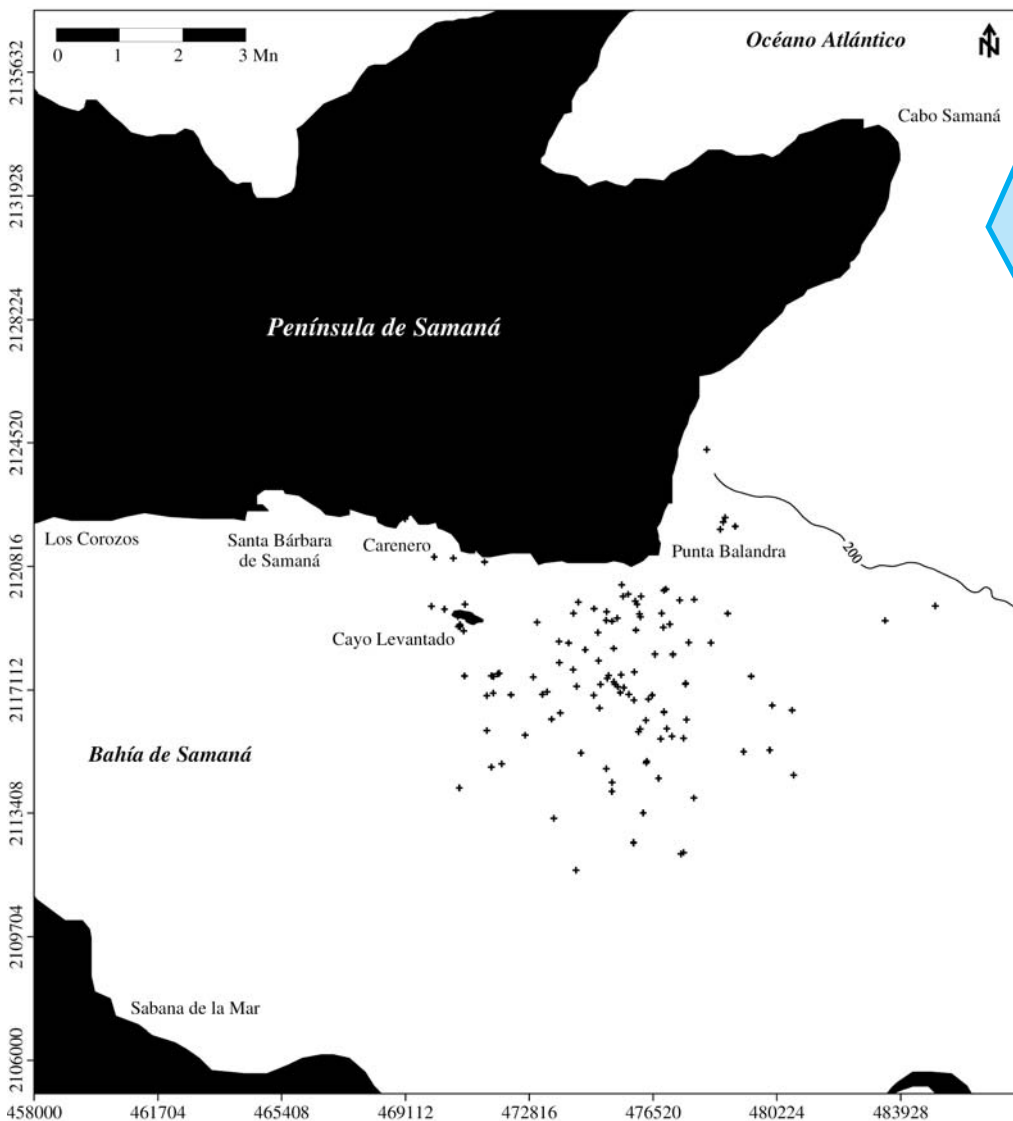 0 1 2 3 Mn
Océano Atlántico
N
Cabo Samaná
Península de Samaná
Los Corozos
Santa Bárbara
de Samaná
Carenero
Punta Balandra
200
Cayo Levantado
Bahía de Samaná
Sabana de la Mar
2135632
2131928
2128224
2124520
2120816
2117112
2113408
2109704
2106000
458000 461704 465408 469112 472816 476520 480224 483928